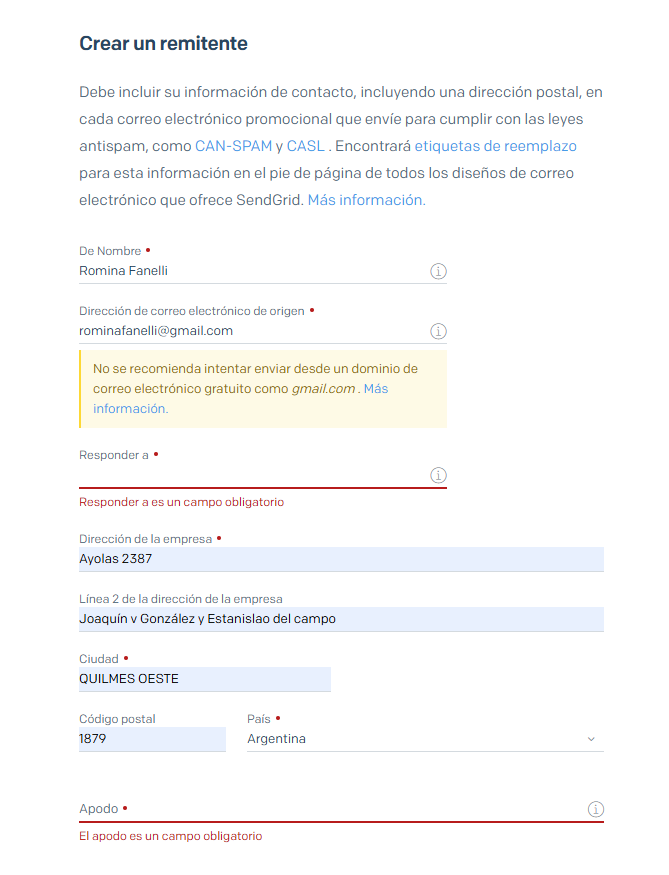 Crear un remitente
Debe incluir su información de contacto, incluyendo una dirección postal, en
cada correo electrónico promocional que envíe para cumplir con las leyes
antispam, como CAN-SPAM y CASL . Encontrará etiquetas de reemplazo
para esta información en el pie de página de todos los diseños de correo
electrónico que ofrece SendGrid. Más información.
De Nombre •
Romina Fanelli
Dirección de correo electrónico de origen •
rominafanelli@gmail.com
No se recomienda intentar enviar desde un dominio de
correo electrónico gratuito como gmail.com . Más
información.
Responder a •
Responder a es un campo obligatorio
Dirección de la empresa •
Ayolas 2387
Línea 2 de la dirección de la empresa
Joaquín v González y Estanislao del campo
Ciudad •
QUILMES OESTE
Código postal
1879
País •
Argentina
Apodo •
El apodo es un campo obligatorio